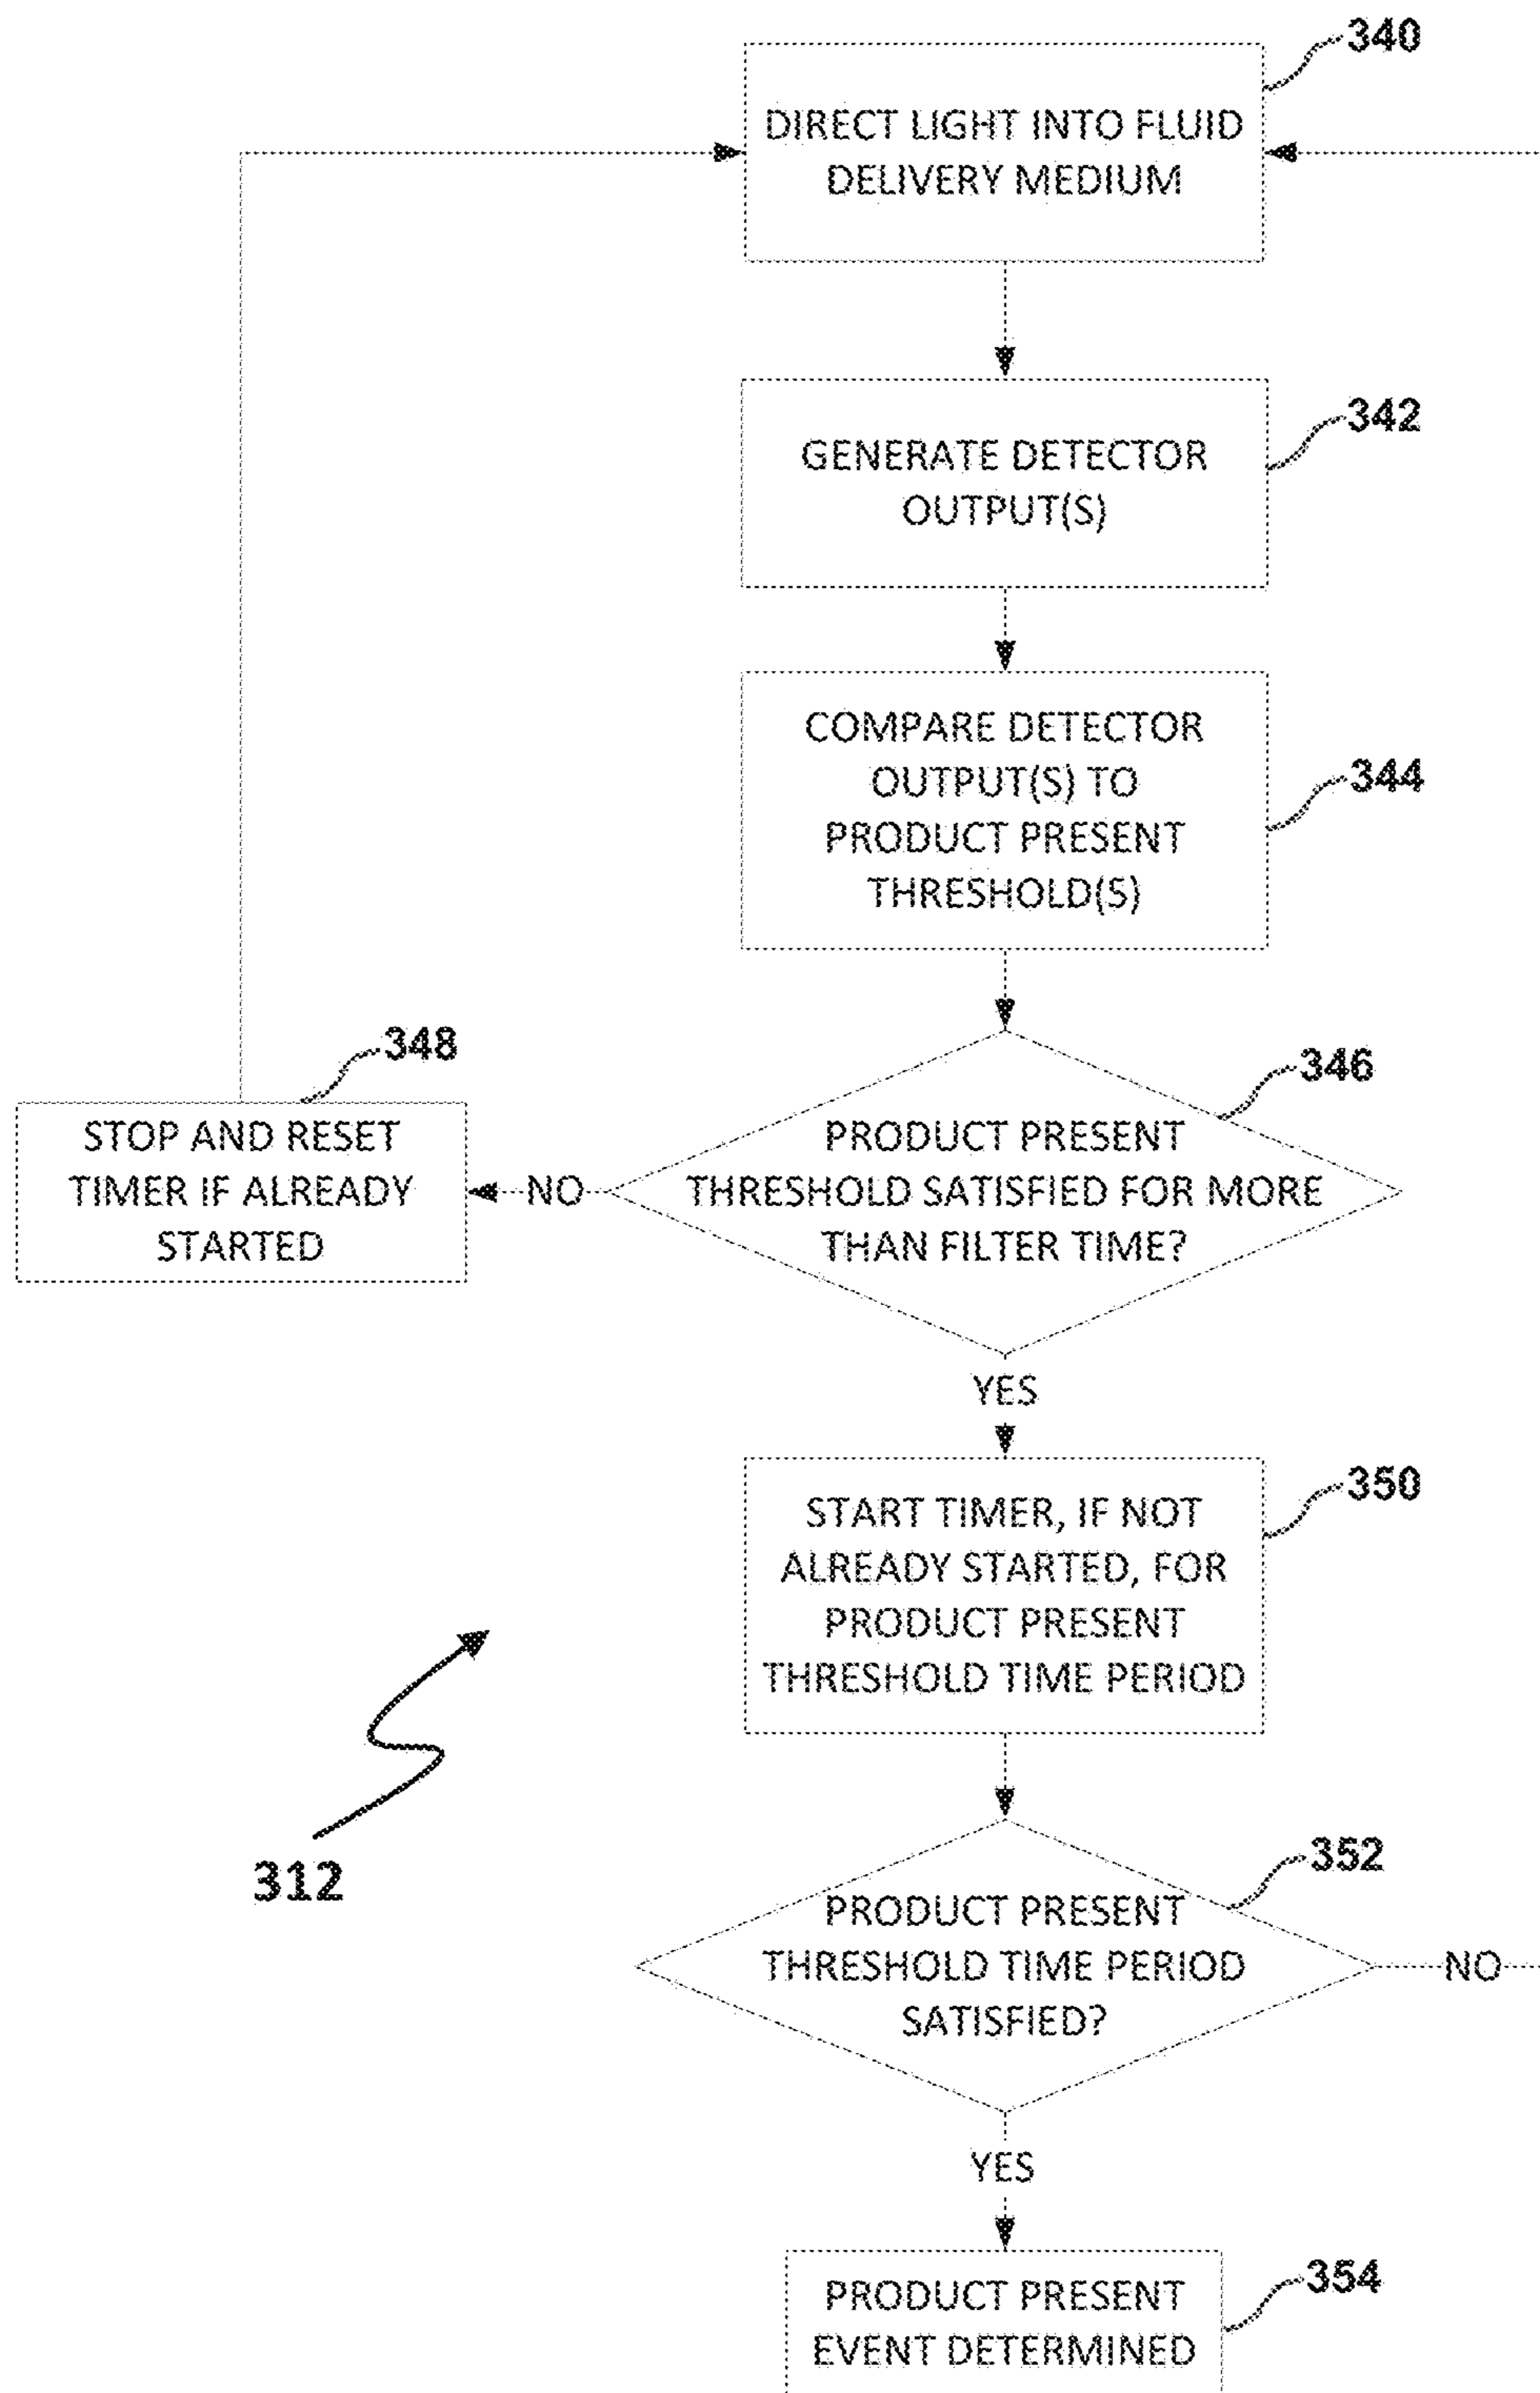 340
DIRECT LIGHT INTO FLUID
DELIVERY MEDIUM
342
GENERATE DETECTOR
OUTPUT(S)
344
COMPARE DETECTOR
OUTPUT(S) TO
PRODUCT PRESENT
THRESHOLD(S)
346
PRODUCT PRESENT
THRESHOLD SATISFIED FOR MORE
THAN FILTER TIME?
NO
348
STOP AND RESET
TIMER IF ALREADY
STARTED
YES
350
START TIMER, IF NOT
ALREADY STARTED, FOR
PRODUCT PRESENT
THRESHOLD TIME PERIOD
312
352
PRODUCT PRESENT
THRESHOLD TIME PERIOD
SATISFIED?
NO
YES
354
PRODUCT PRESENT
EVENT DETERMINED